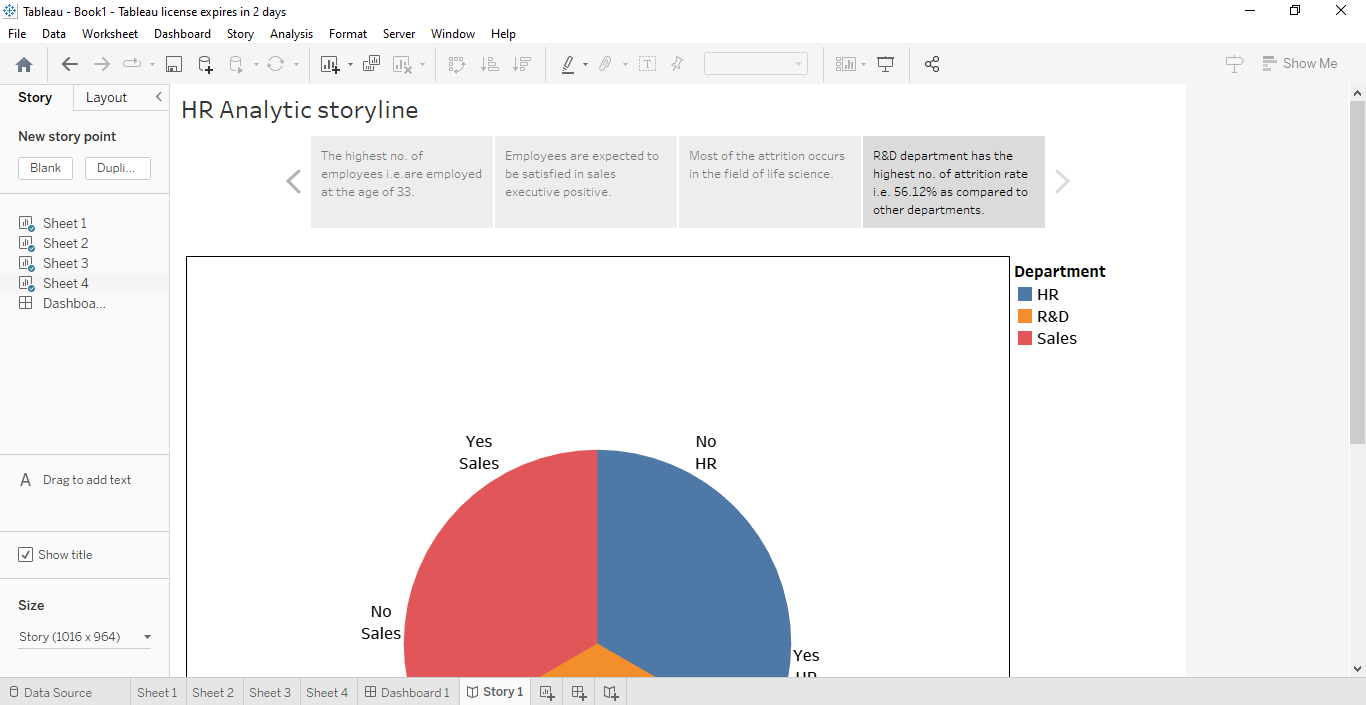 Tableau - Book1 - Tableau license expires in 2 days
File Data Worksheet Dashboard Story Analysis Format Server Window Help
Show Me
Story Layout
New story point
Blank Dupli...
Sheet 1
Sheet 2
Sheet 3
Sheet 4
Dashboa...
A Drag to add text
Show title
Size
Story (1016 x 964)
HR Analytic storyline
The highest no. of
employees i.e.are employed
at the age of 33.
Employees are expected to
be satisfied in sales
executive positive.
Most of the attrition occurs
in the field of life science.
R&D department has the
highest no. of attrition rate
i.e. 56.12% as compared to
other departments.
Department
HR
R&D
Sales
Yes
Sales
No
HR
No
Sales
Yes
HR
Data Source Sheet 1 Sheet 2 Sheet 3 Sheet 4 Dashboard 1 Story 1